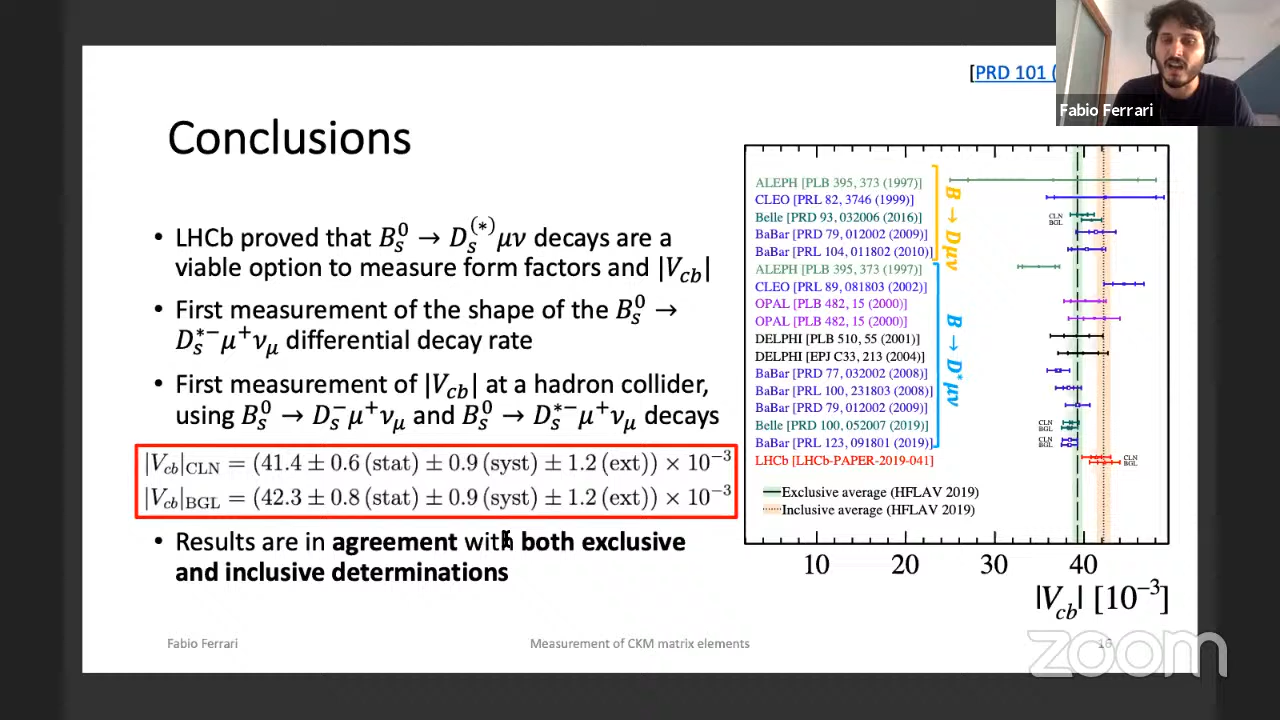 [PRD 101 (
Fabio Ferrari
Conclusions
• LHCb proved that $B_s^0 \to D_s^{(*)}\mu\nu$ decays are a
viable option to measure form factors and $|V_{cb}|$
• First measurement of the shape of the $B_s^0 \to$
$D_s^{*-}\mu^+\nu_\mu$ differential decay rate
• First measurement of $|V_{cb}|$ at a hadron collider,
using $B_s^0 \to D_s^-\mu^+\nu_\mu$ and $B_s^0 \to D_s^{*-}\mu^+\nu_\mu$ decays
$|V_{cb}|_{\mathrm{CLN}} = (41.4 \pm 0.6\,(\mathrm{stat}) \pm 0.9\,(\mathrm{syst}) \pm 1.2\,(\mathrm{ext})) \times 10^{-3}$
$|V_{cb}|_{\mathrm{BGL}} = (42.3 \pm 0.8\,(\mathrm{stat}) \pm 0.9\,(\mathrm{syst}) \pm 1.2\,(\mathrm{ext})) \times 10^{-3}$
• Results are in agreement with both exclusive
and inclusive determinations
ALEPH [PLB 395, 373 (1997)]
CLEO [PRL 82, 3746 (1999)]
Belle [PRD 93, 032006 (2016)]
CLN
BGL
BaBar [PRD 79, 012002 (2009)]
BaBar [PRL 104, 011802 (2010)]
B → Dμν
ALEPH [PLB 395, 373 (1997)]
CLEO [PRL 89, 081803 (2002)]
OPAL [PLB 482, 15 (2000)]
OPAL [PLB 482, 15 (2000)]
DELPHI [PLB 510, 55 (2001)]
DELPHI [EPJ C33, 213 (2004)]
BaBar [PRD 77, 032002 (2008)]
BaBar [PRL 100, 231803 (2008)]
BaBar [PRD 79, 012002 (2009)]
Belle [PRD 100, 052007 (2019)]
CLN
BGL
BaBar [PRL 123, 091801 (2019)]
CLN
BGL
B → D*μν
LHCb [LHCb-PAPER-2019-041]
CLN
BGL
Exclusive average (HFLAV 2019)
Inclusive average (HFLAV 2019)
10 20 30 40
$|V_{cb}|$ $[10^{-3}]$
Fabio Ferrari
Measurement of CKM matrix elements
16
zoom